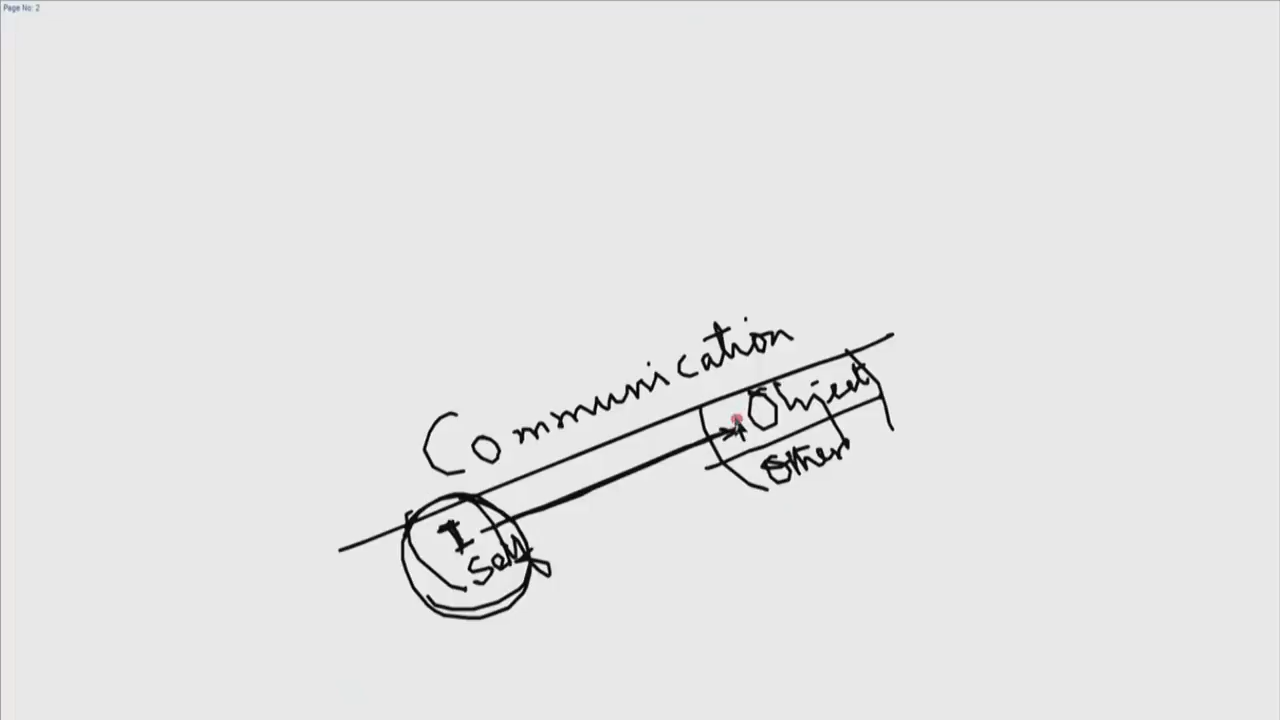 Page No: 2
Communication
Object
Other
I
Self